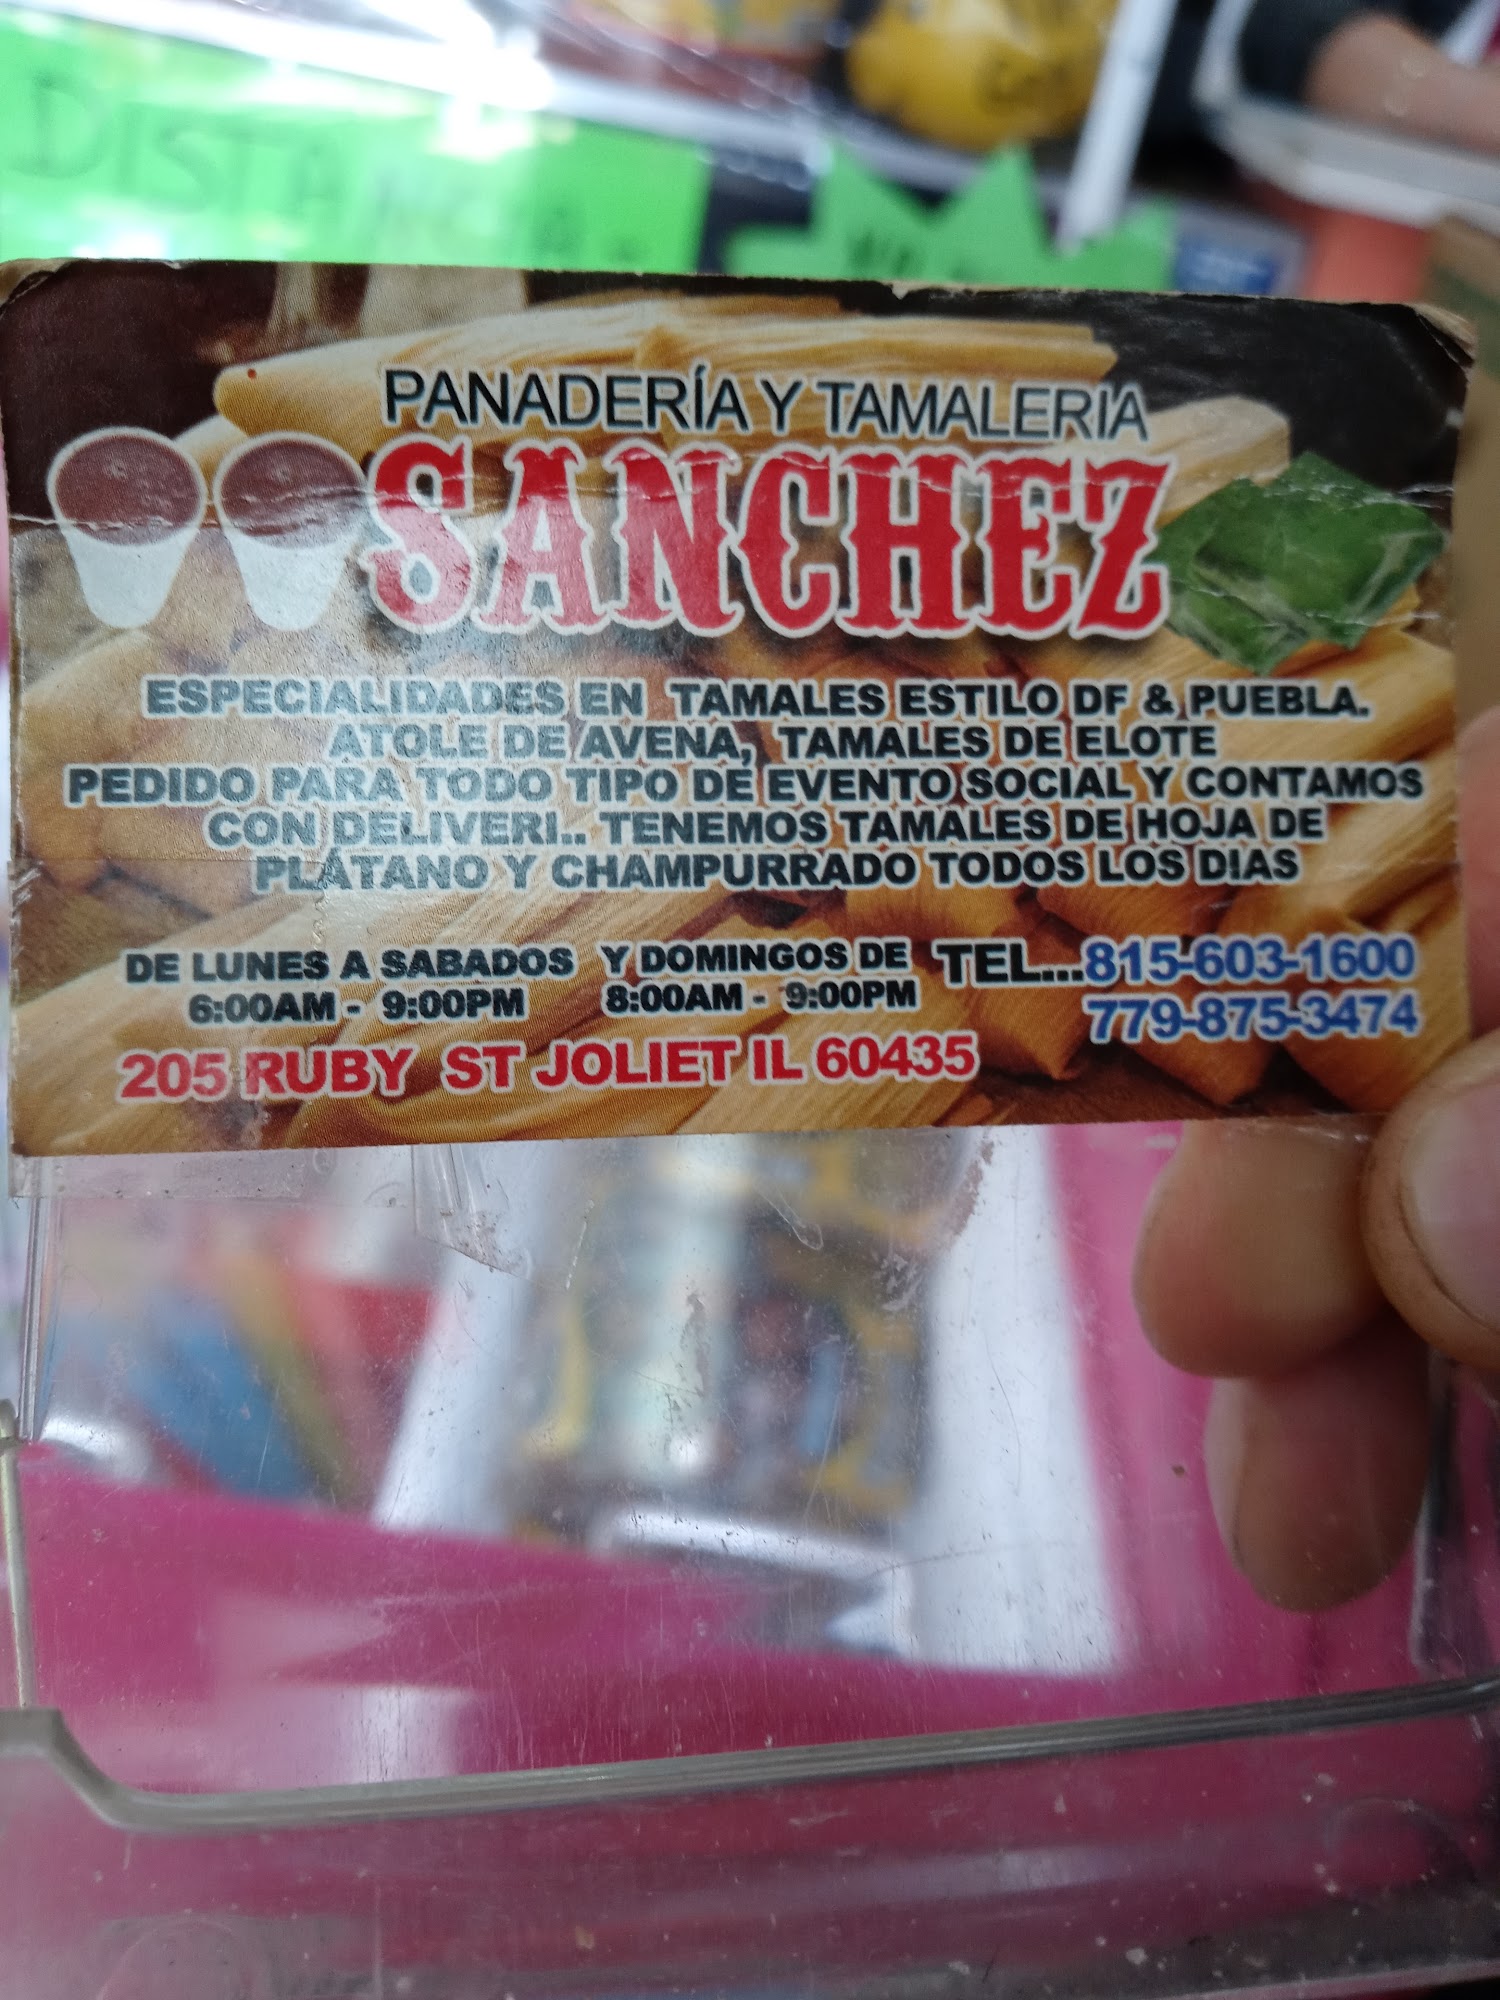 DISTANCIA
PANADERÍA Y TAMALERIA
SANCHEZ
ESPECIALIDADES EN TAMALES ESTILO DF & PUEBLA.
ATOLE DE AVENA, TAMALES DE ELOTE
PEDIDO PARA TODO TIPO DE EVENTO SOCIAL Y CONTAMOS
CON DELIVERI.. TENEMOS TAMALES DE HOJA DE
PLÁTANO Y CHAMPURRADO TODOS LOS DIAS
DE LUNES A SABADOS Y DOMINGOS DE TEL...815-603-1600
6:00AM - 9:00PM 8:00AM - 9:00PM 779-875-3474
205 RUBY ST JOLIET IL 60435